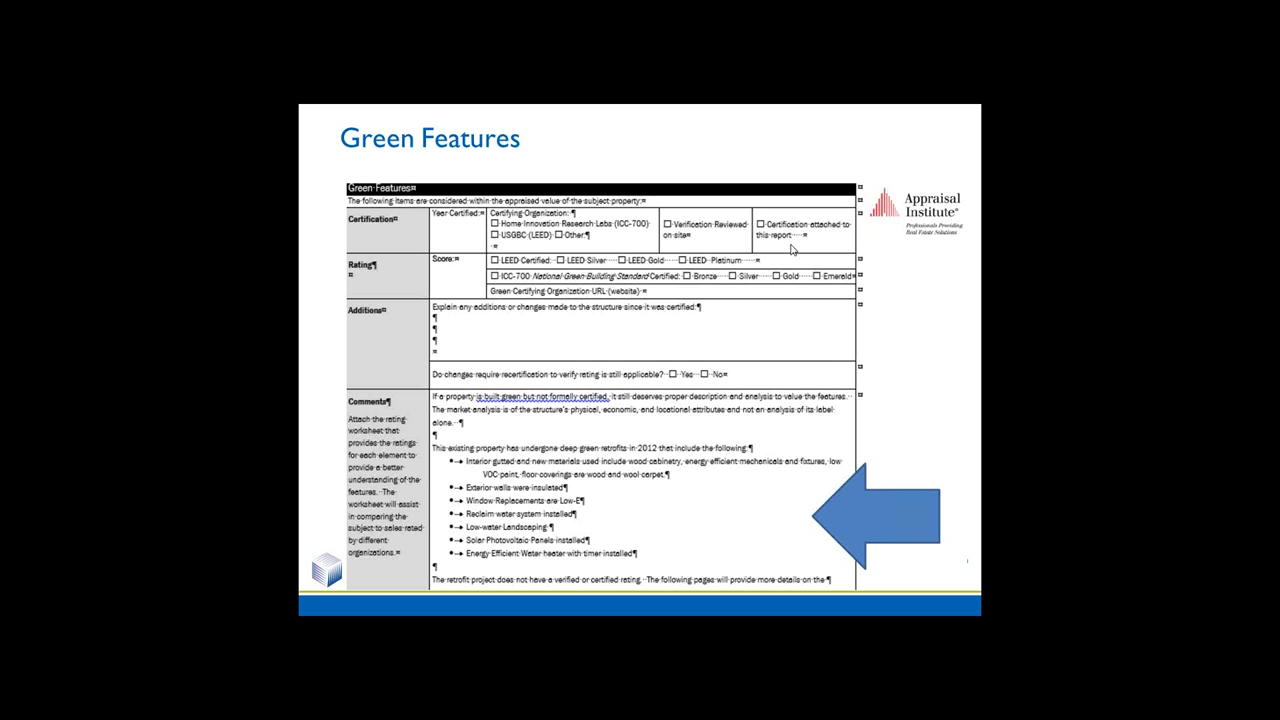 Green Features
Green Features
The following items are considered within the appraised value of the subject property:
Certification
Year Certified:
Certifying Organization:
☐ Home Innovation Research Labs (ICC-700)
☐ USGBC (LEED) ☐ Other:
☐ Verification Reviewed
on site
☐ Certification attached to
this report
Rating
Score:
☐ LEED Certified: ☐ LEED Silver ☐ LEED Gold ☐ LEED Platinum
☐ ICC-700 National Green Building Standard Certified: ☐ Bronze ☐ Silver ☐ Gold ☐ Emerald
Green Certifying Organization URL (website)
Additions
Explain any additions or changes made to the structure since it was certified:
Do changes require recertification to verify rating is still applicable? ☐ Yes ☐ No
Comments
Attach the rating
worksheet that
provides the ratings
for each element to
provide a better
understanding of the
features. The
worksheet will assist
in comparing the
subject to sales rated
by different
organizations.
If a property is built green but not formally certified, it still deserves proper description and analysis to value the features.
The market analysis is of the structure's physical, economic, and locational attributes and not an analysis of its label
alone.
This existing property has undergone deep green retrofits in 2012 that include the following:
• Interior gutted and new materials used include wood cabinetry, energy efficient mechanicals and fixtures, low
VOC paint, floor coverings are wood and wool carpet.
• Exterior walls were insulated
• Window Replacements are Low-E
• Reclaim water system installed
• Low-water Landscaping
• Solar Photovoltaic Panels installed
• Energy Efficient Water heater with timer installed
The retrofit project does not have a verified or certified rating. The following pages will provide more details on the
Appraisal
Institute®
Professionals Providing
Real Estate Solutions